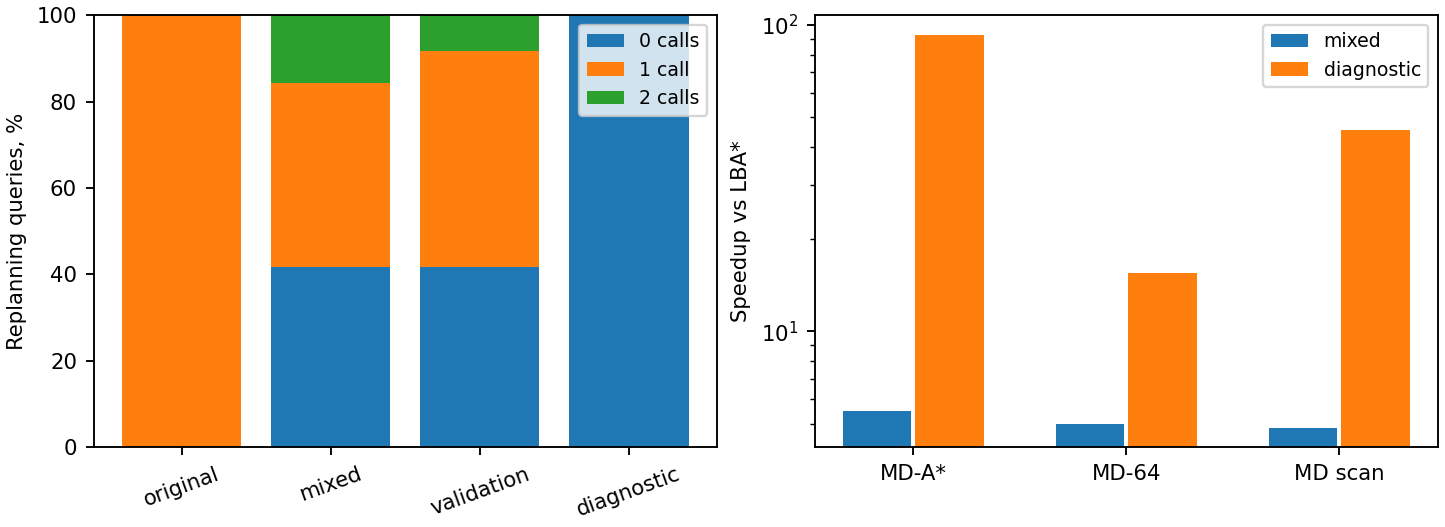 Replanning queries, %
100
80
60
40
20
0
original
mixed
validation
diagnostic
0 calls
1 call
2 calls
Speedup vs LBA*
10²
10¹
MD-A*
MD-64
MD scan
mixed
diagnostic